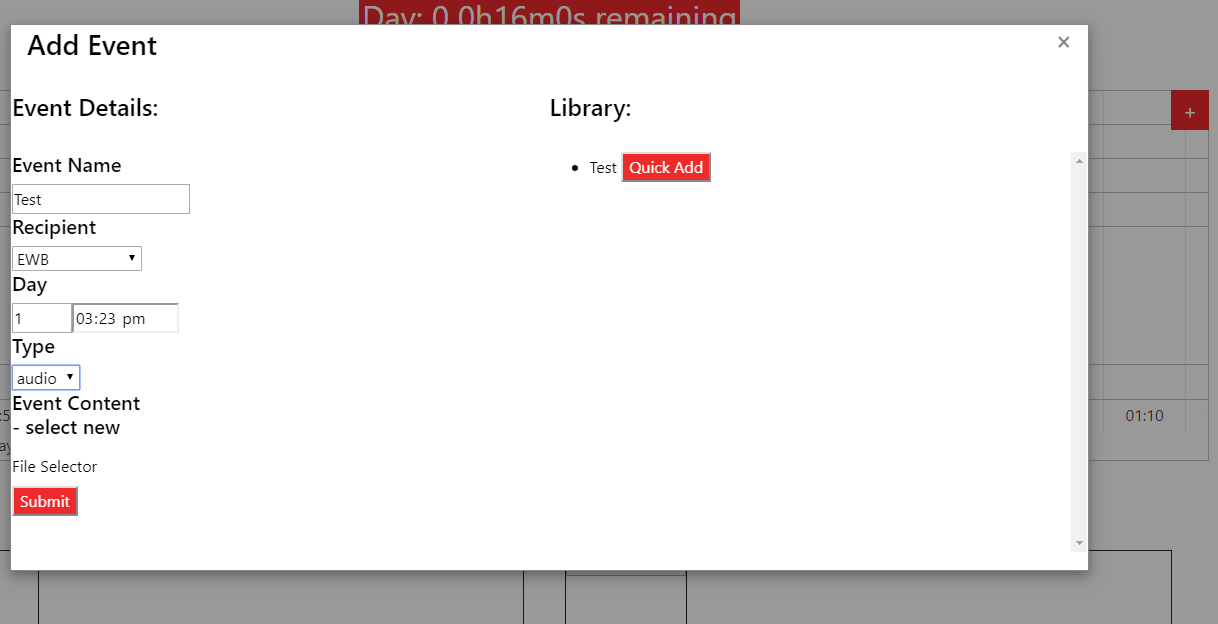 Day: 0 0h16m0s remaining
Add Event
×
Event Details:
Library:
+
Event Name
Test Quick Add
Test
Recipient
EWB
Day
1 03:23 pm
Type
audio
Event Content
- select new
01:10
File Selector
Submit